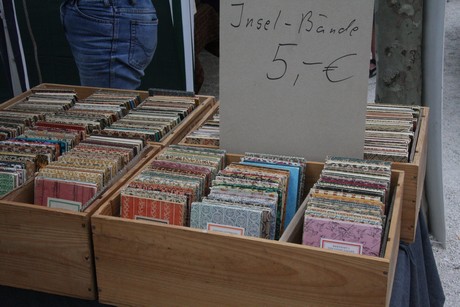 Insel-Bände
5,- €